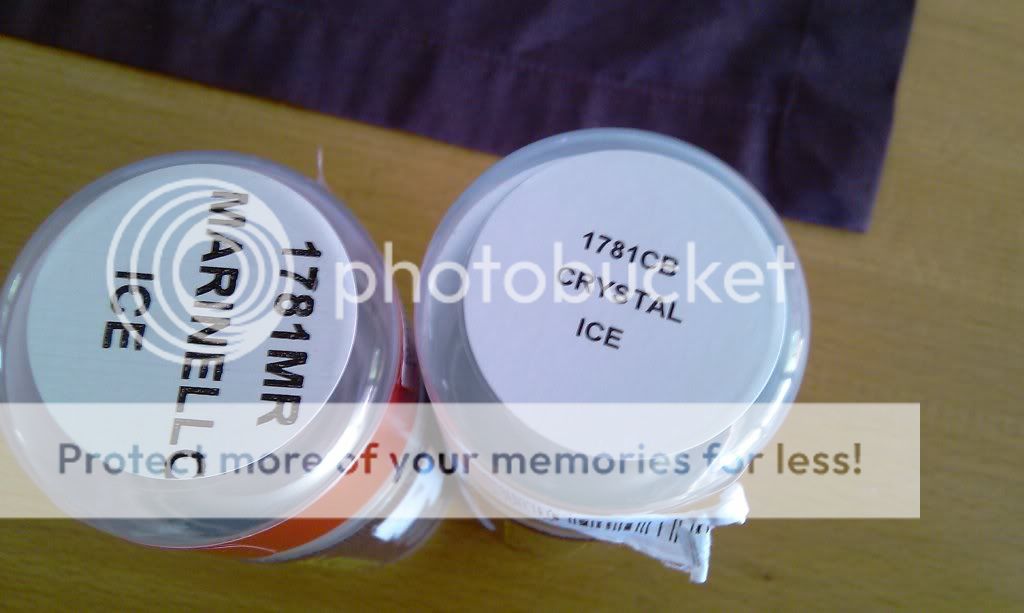 1781MR
MARINELLO
ICE
1781CB
CRYSTAL
ICE
photobucket
Protect more of your memories for less!